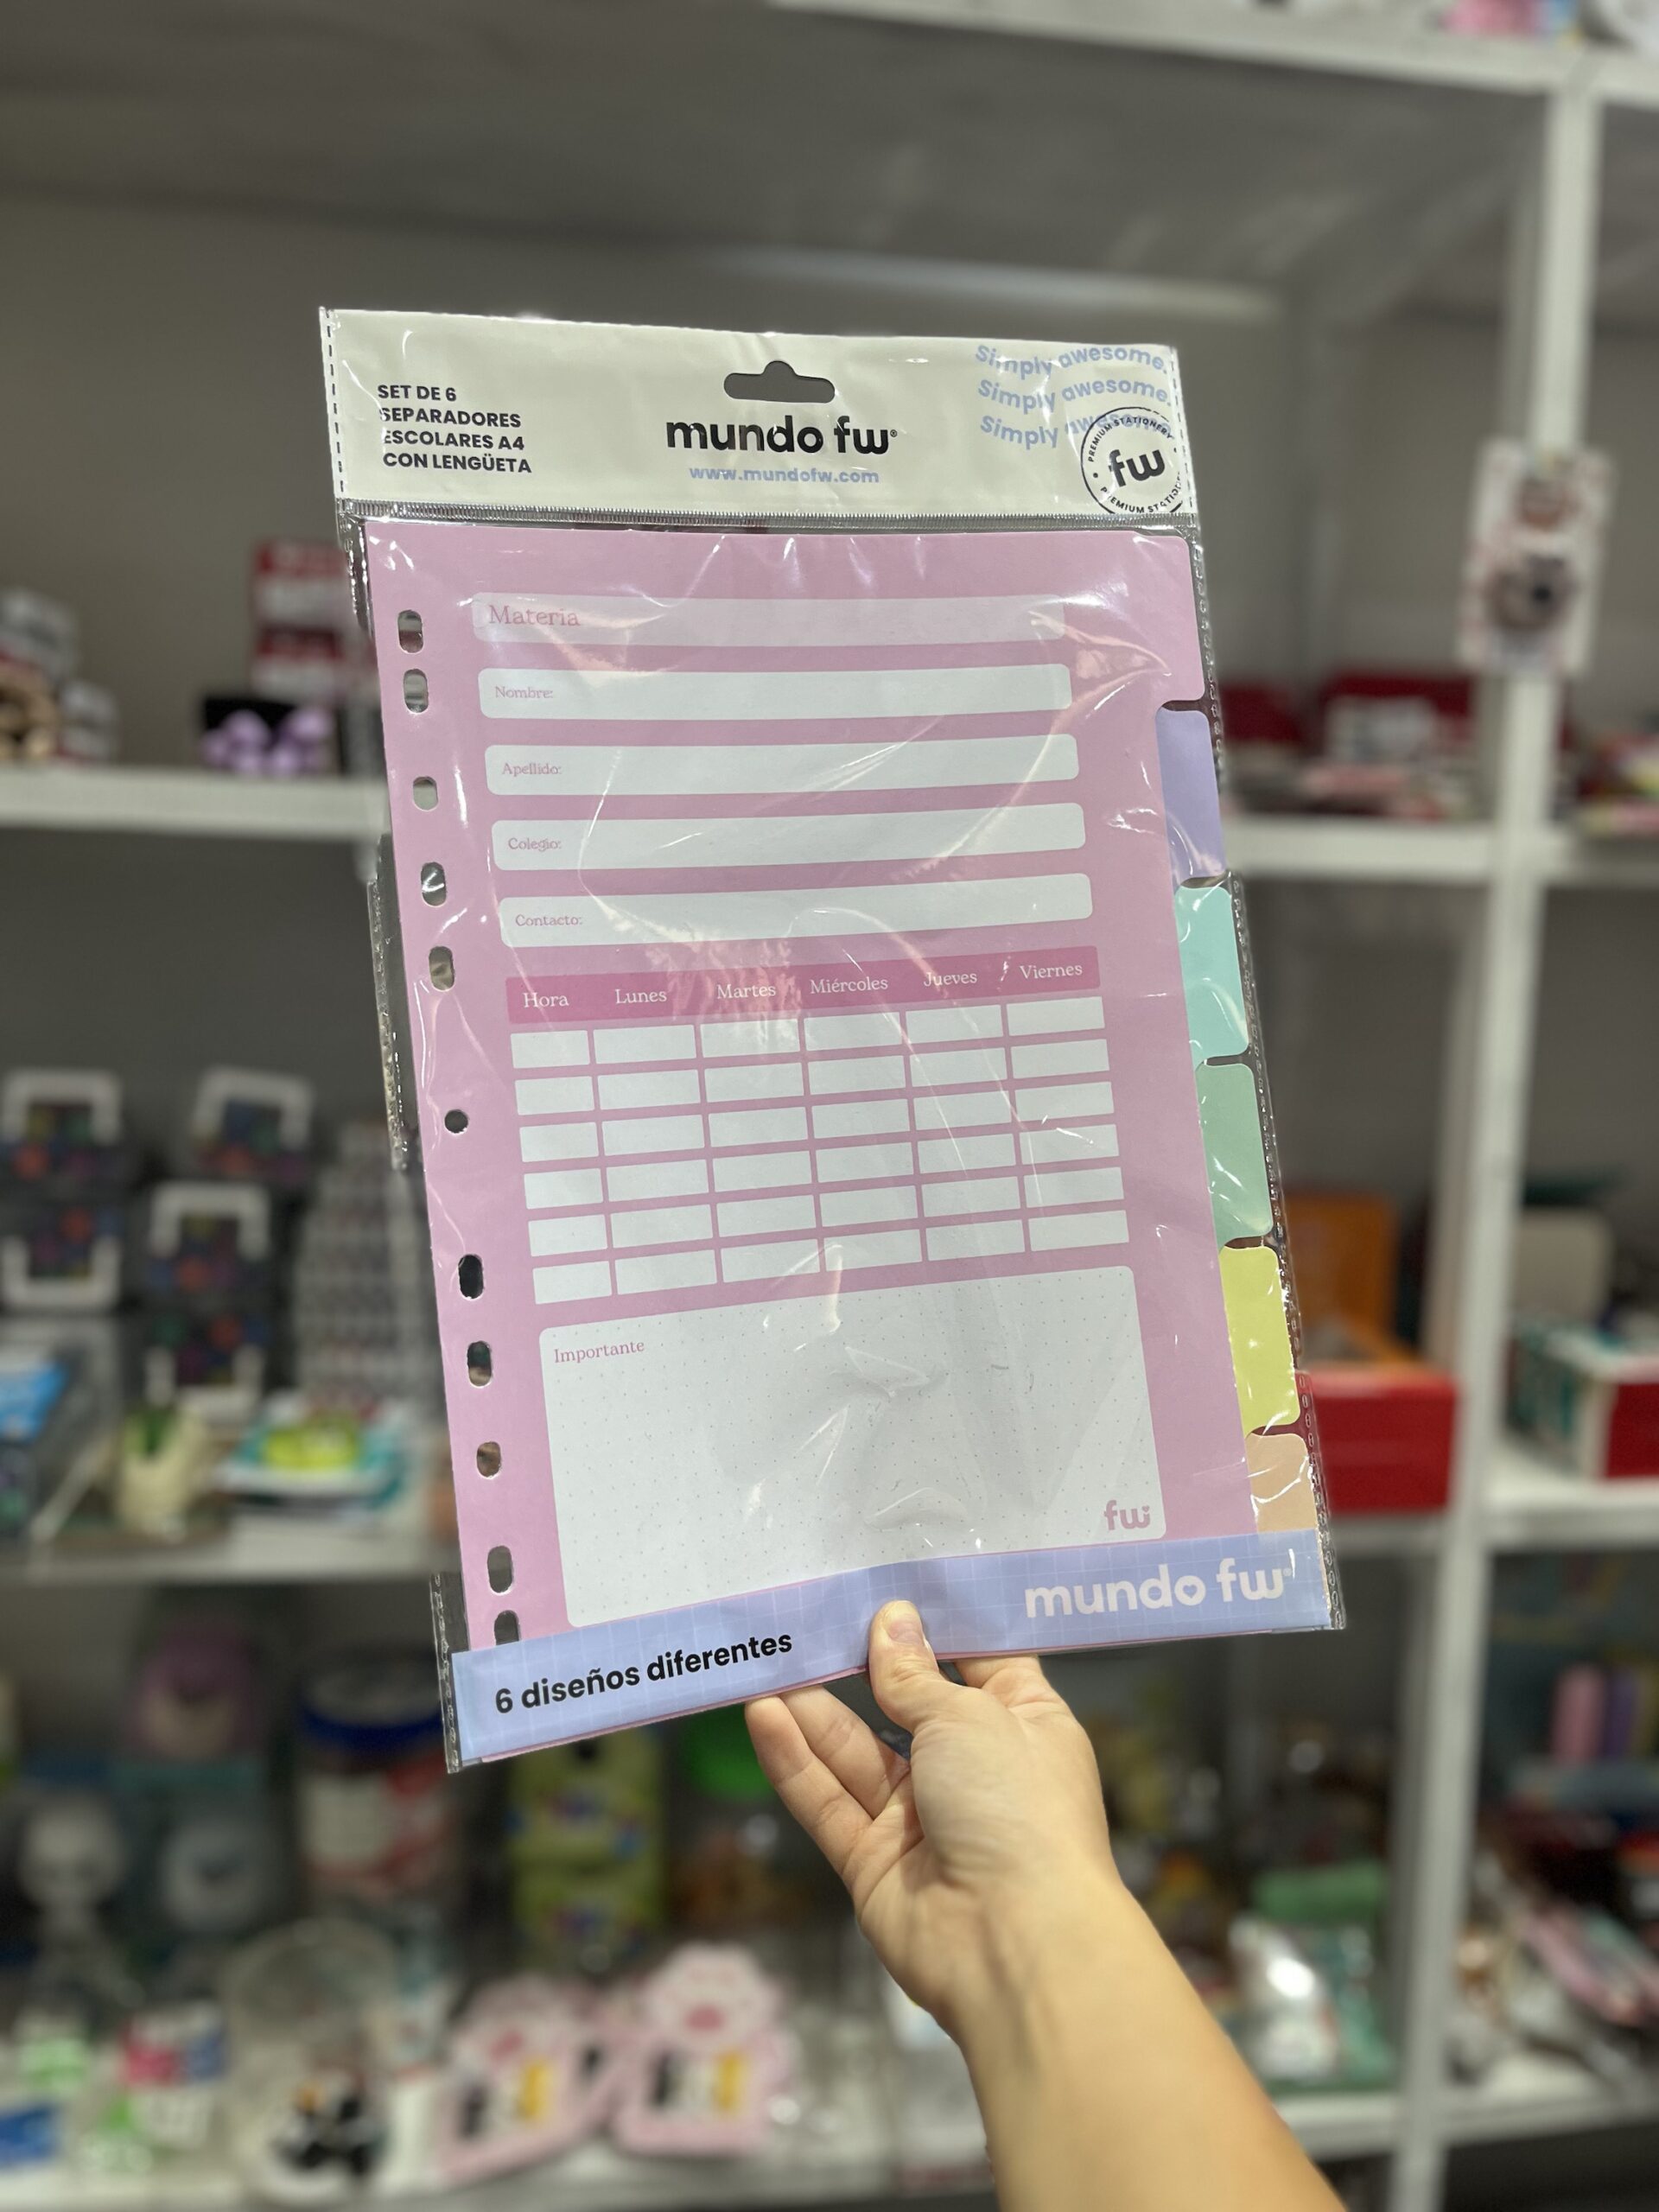 SET DE 6
SEPARADORES
ESCOLARES A4
CON LENGÜETA
mundo fw®
www.mundofw.com
Simply awesome.
Simply awesome.
Simply awesome.
PREMIUM STATIONERY
fw
PREMIUM STATIONERY
Materia
Nombre:
Apellido:
Colegio:
Contacto:
Hora Lunes Martes Miércoles Jueves Viernes
Importante
fw
mundo fw®
6 diseños diferentes